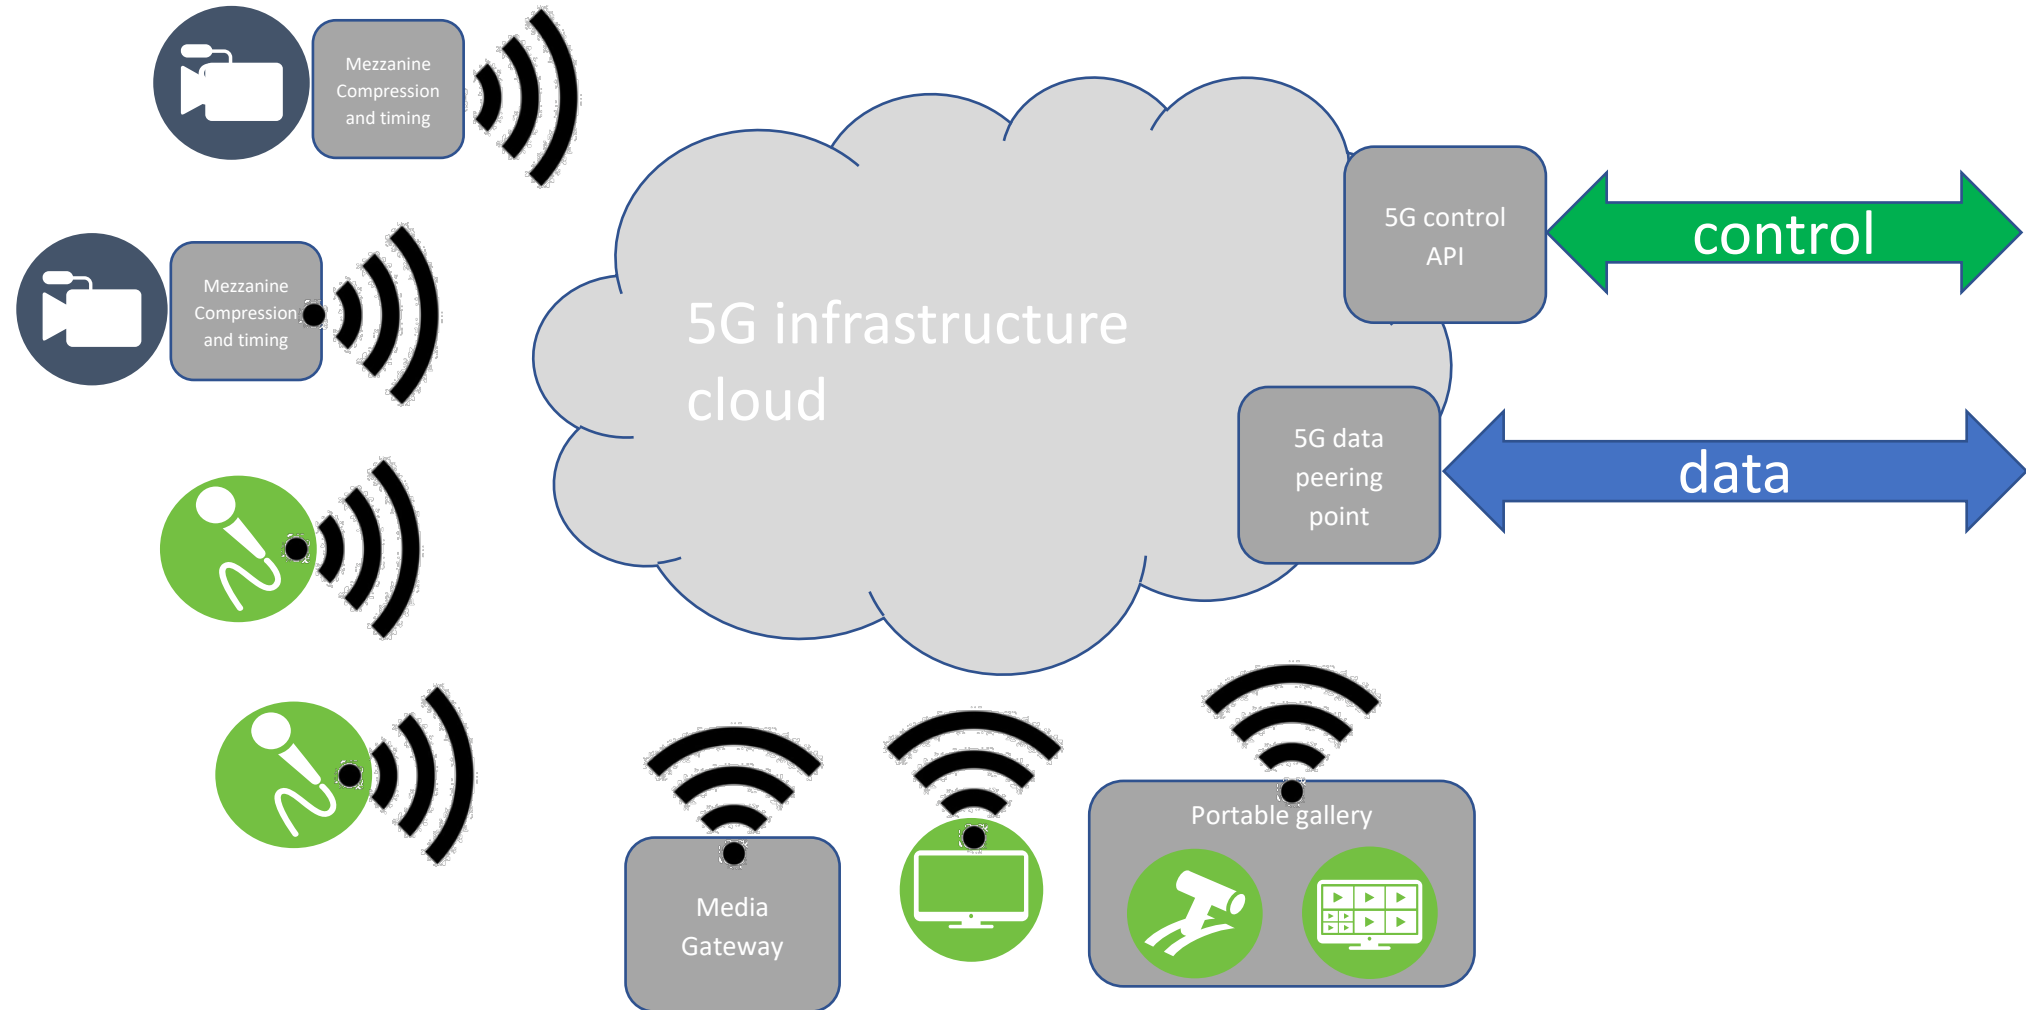 Mezzanine
Compression
and timing
5G control
API
control
Mezzanine
Compression
and timing
5G infrastructure
cloud
5G data
peering
point
data
Portable gallery
Media
Gateway